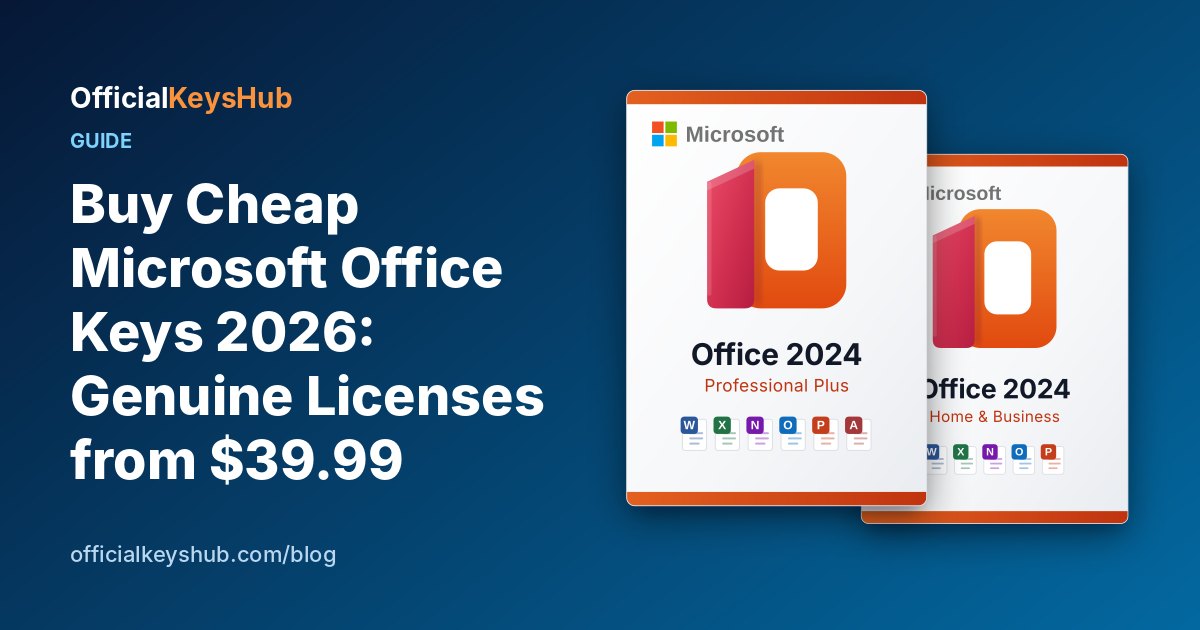 OfficialKeysHub
GUIDE
Buy Cheap
Microsoft Office
Keys 2026:
Genuine Licenses
from $39.99
officialkeyshub.com/blog
Microsoft
Office 2024
Professional Plus
W X N O P A
icrosoft
Office 2024
Home & Business
W X N O P